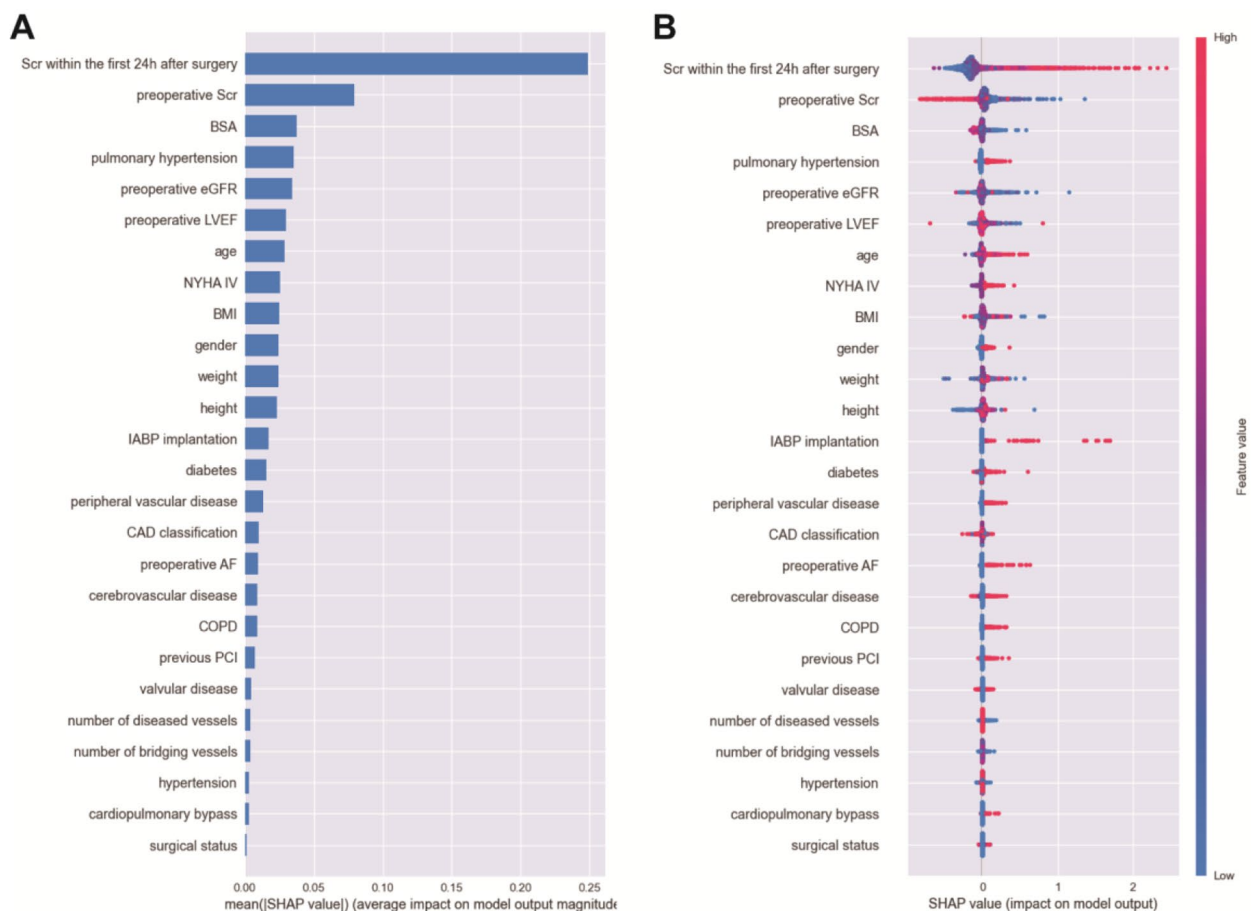 A
Scr within the first 24h after surgery
preoperative Scr
BSA
pulmonary hypertension
preoperative eGFR
preoperative LVEF
age
NYHA IV
BMI
gender
weight
height
IABP implantation
diabetes
peripheral vascular disease
CAD classification
preoperative AF
cerebrovascular disease
COPD
previous PCI
valvular disease
number of diseased vessels
number of bridging vessels
hypertension
cardiopulmonary bypass
surgical status
0.00 0.05 0.10 0.15 0.20 0.25
mean(|SHAP value|) (average impact on model output magnitude
B
Scr within the first 24h after surgery
preoperative Scr
BSA
pulmonary hypertension
preoperative eGFR
preoperative LVEF
age
NYHA IV
BMI
gender
weight
height
IABP implantation
diabetes
peripheral vascular disease
CAD classification
preoperative AF
cerebrovascular disease
COPD
previous PCI
valvular disease
number of diseased vessels
number of bridging vessels
hypertension
cardiopulmonary bypass
surgical status
0 1 2
SHAP value (impact on model output)
High
Feature value
Low